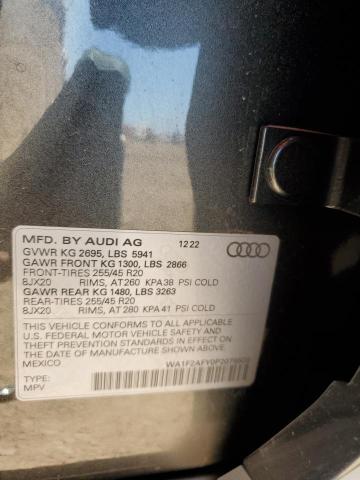 MFD. BY AUDI AG 12 22
GVWR KG 2695, LBS 5941
GAWR FRONT KG 1300, LBS 2866
FRONT-TIRES 255/45 R20
8JX20 RIMS, AT260 KPA38 PSI COLD
GAWR REAR KG 1480, LBS 3263
REAR-TIRES 255/45 R20
8JX20 RIMS, AT 280 KPA 41 PSI COLD
THIS VEHICLE CONFORMS TO ALL APPLICABLE
U.S. FEDERAL MOTOR VEHICLE SAFETY, BUMPER, AND
THEFT PREVENTION STANDARDS IN EFFECT ON THE
DATE OF MANUFACTURE SHOWN ABOVE.
MEXICO
TYPE:
MPV